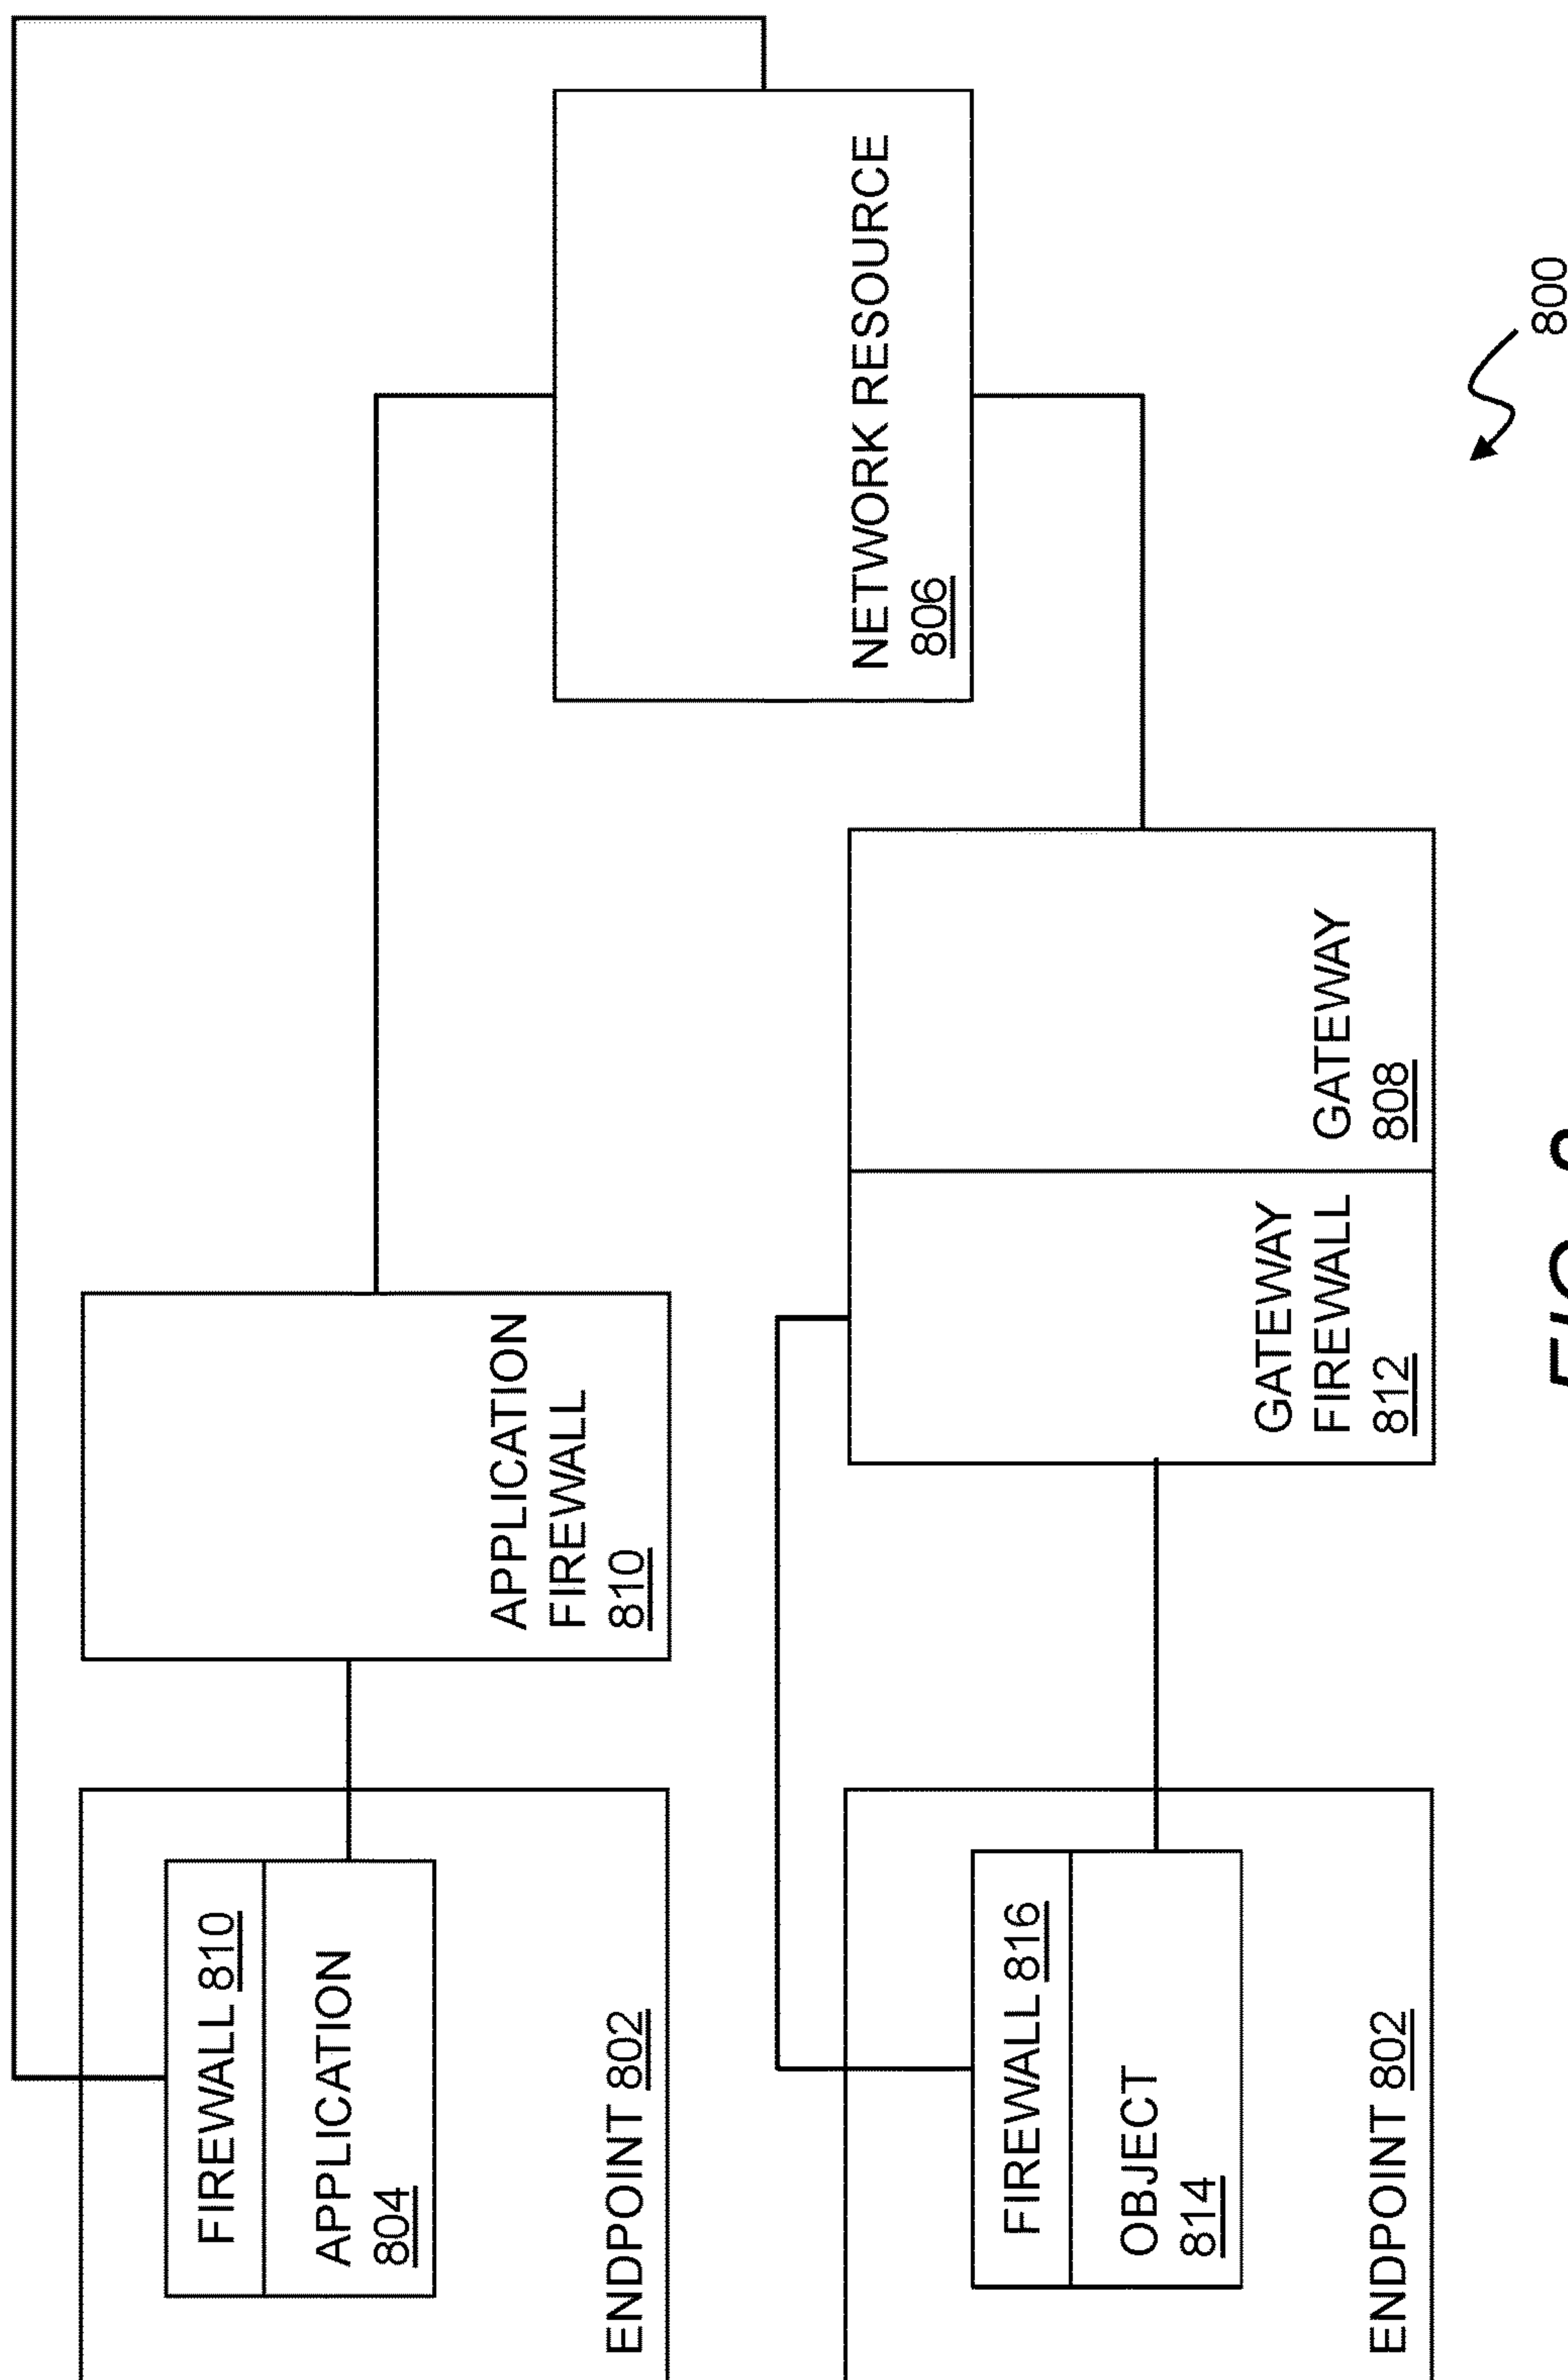 FIREWALL 810
APPLICATION
804
ENDPOINT 802
APPLICATION
FIREWALL
810
NETWORK RESOURCE
806
FIREWALL 816
OBJECT
814
ENDPOINT 802
GATEWAY
FIREWALL
812
GATEWAY
808
800
FIG.